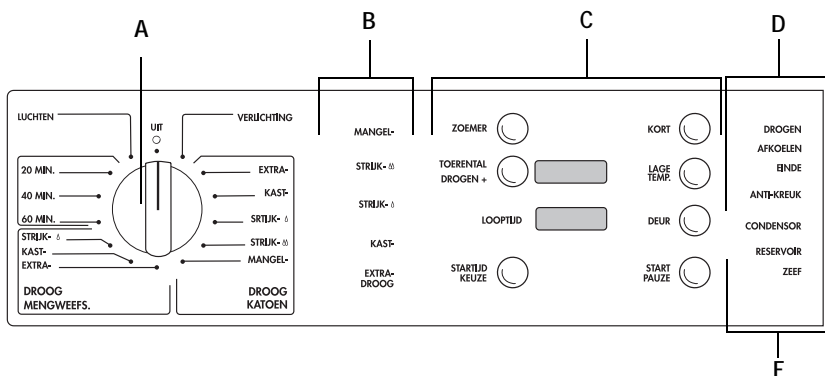 A
B
C
D
LUCHTEN
UIT
VERLICHTING
20 MIN.
40 MIN.
60 MIN.
STRIJK-
KAST-
EXTRA-
DROOG
MENGWEEFS.
EXTRA-
KAST-
SRTIJK-
STRIJK-
MANGEL-
DROOG
KATOEN
MANGEL-
STRIJK-
STRIJK-
KAST-
EXTRA-
DROOG
ZOEMER
TOERENTAL
DROGEN +
LOOPTIJD
STARTIJD
KEUZE
KORT
LAGE
TEMP.
DEUR
START
PAUZE
DROGEN
AFKOELEN
EINDE
ANTI-KREUK
CONDENSOR
RESERVOIR
ZEEF